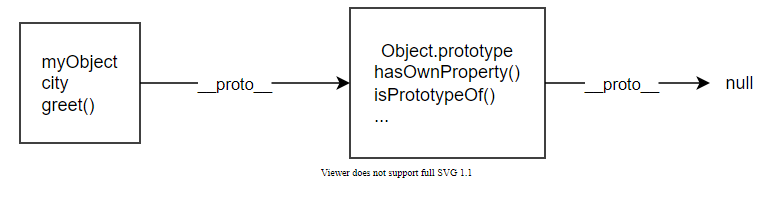 myObject
city
greet()
__proto__
Object.prototype
hasOwnProperty()
isPrototypeOf()
...
__proto__
null
Viewer does not support full SVG 1.1